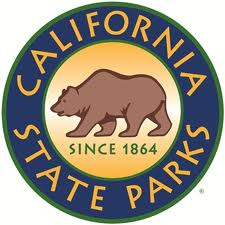 CALIFORNIA
SINCE 1864
STATE PARKS
®